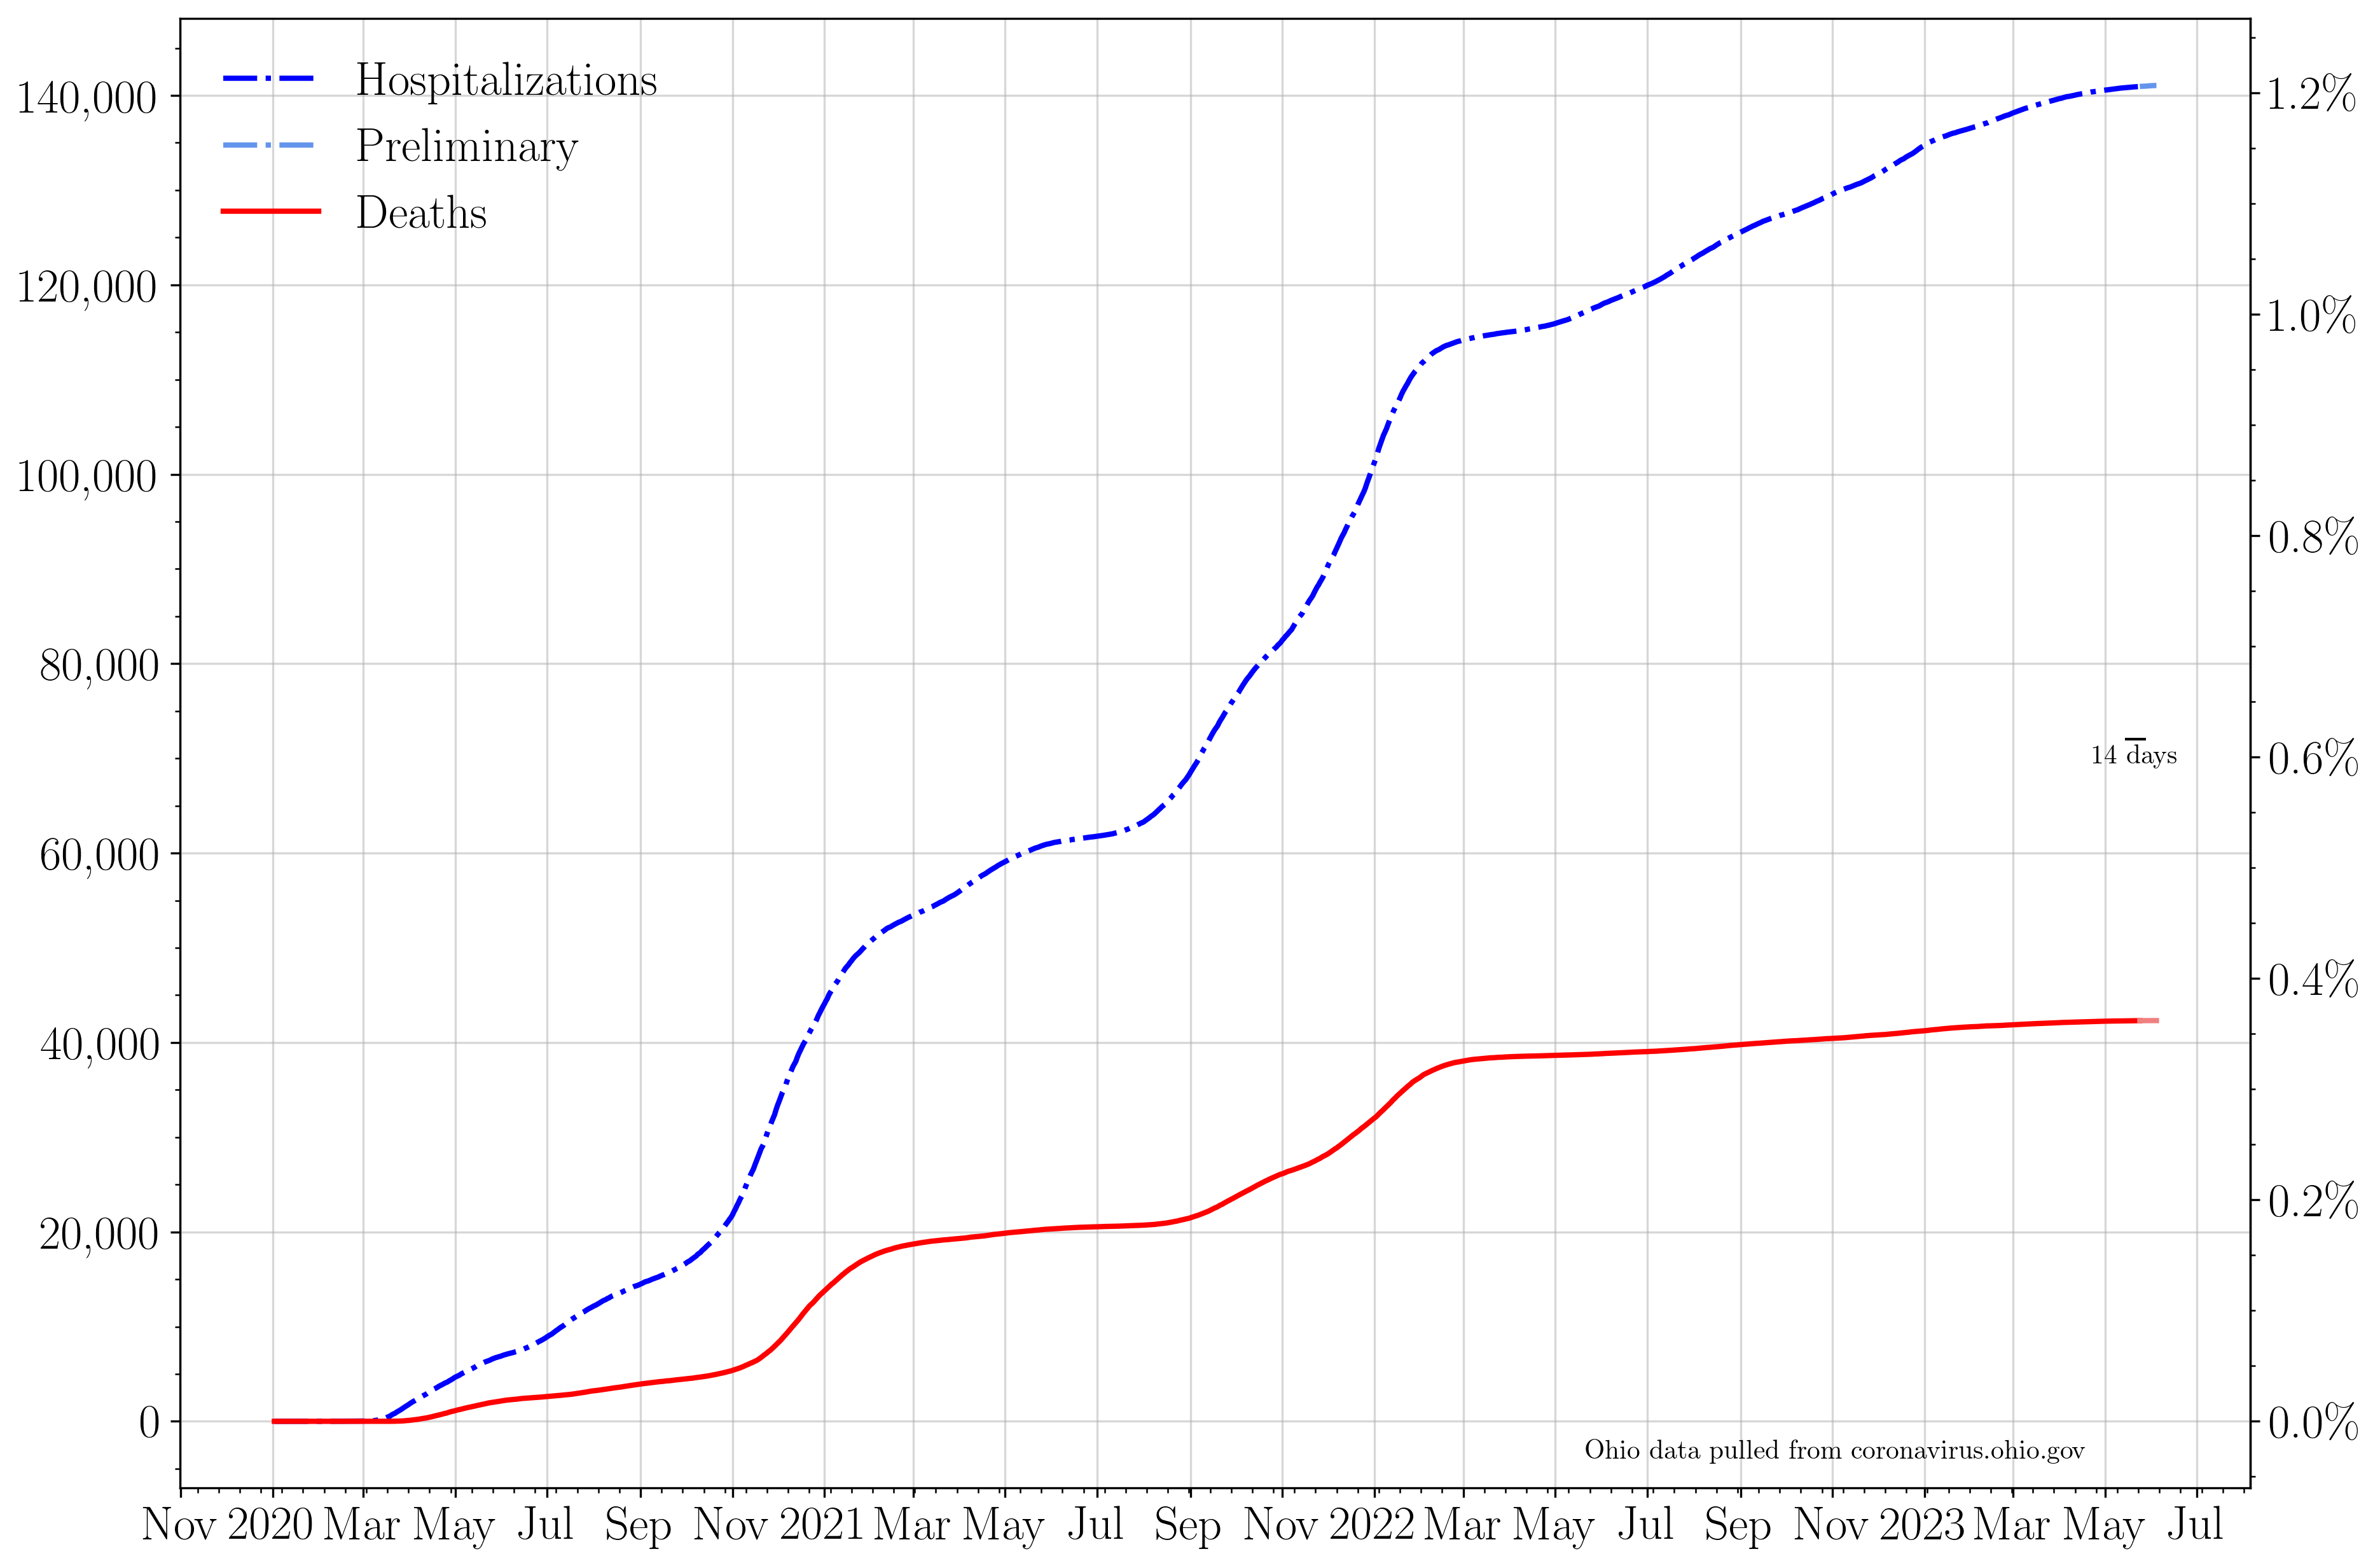 Hospitalizations
Preliminary
Deaths
140,000
120,000
100,000
80,000
60,000
40,000
20,000
0
1.2%
1.0%
0.8%
0.6%
0.4%
0.2%
0.0%
14 days
Ohio data pulled from coronavirus.ohio.gov
Nov 2020 Mar May Jul Sep Nov 2021 Mar May Jul Sep Nov 2022 Mar May Jul Sep Nov 2023 Mar May Jul